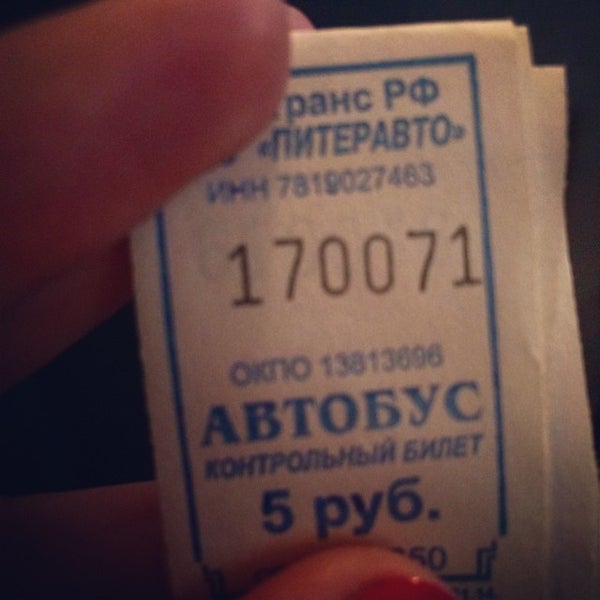 транс РФ
«ПИТЕРАВТО»
ИНН 7819027463
170071
ОКПО 13813696
АВТОБУС
КОНТРОЛЬНЫЙ БИЛЕТ
5 руб.